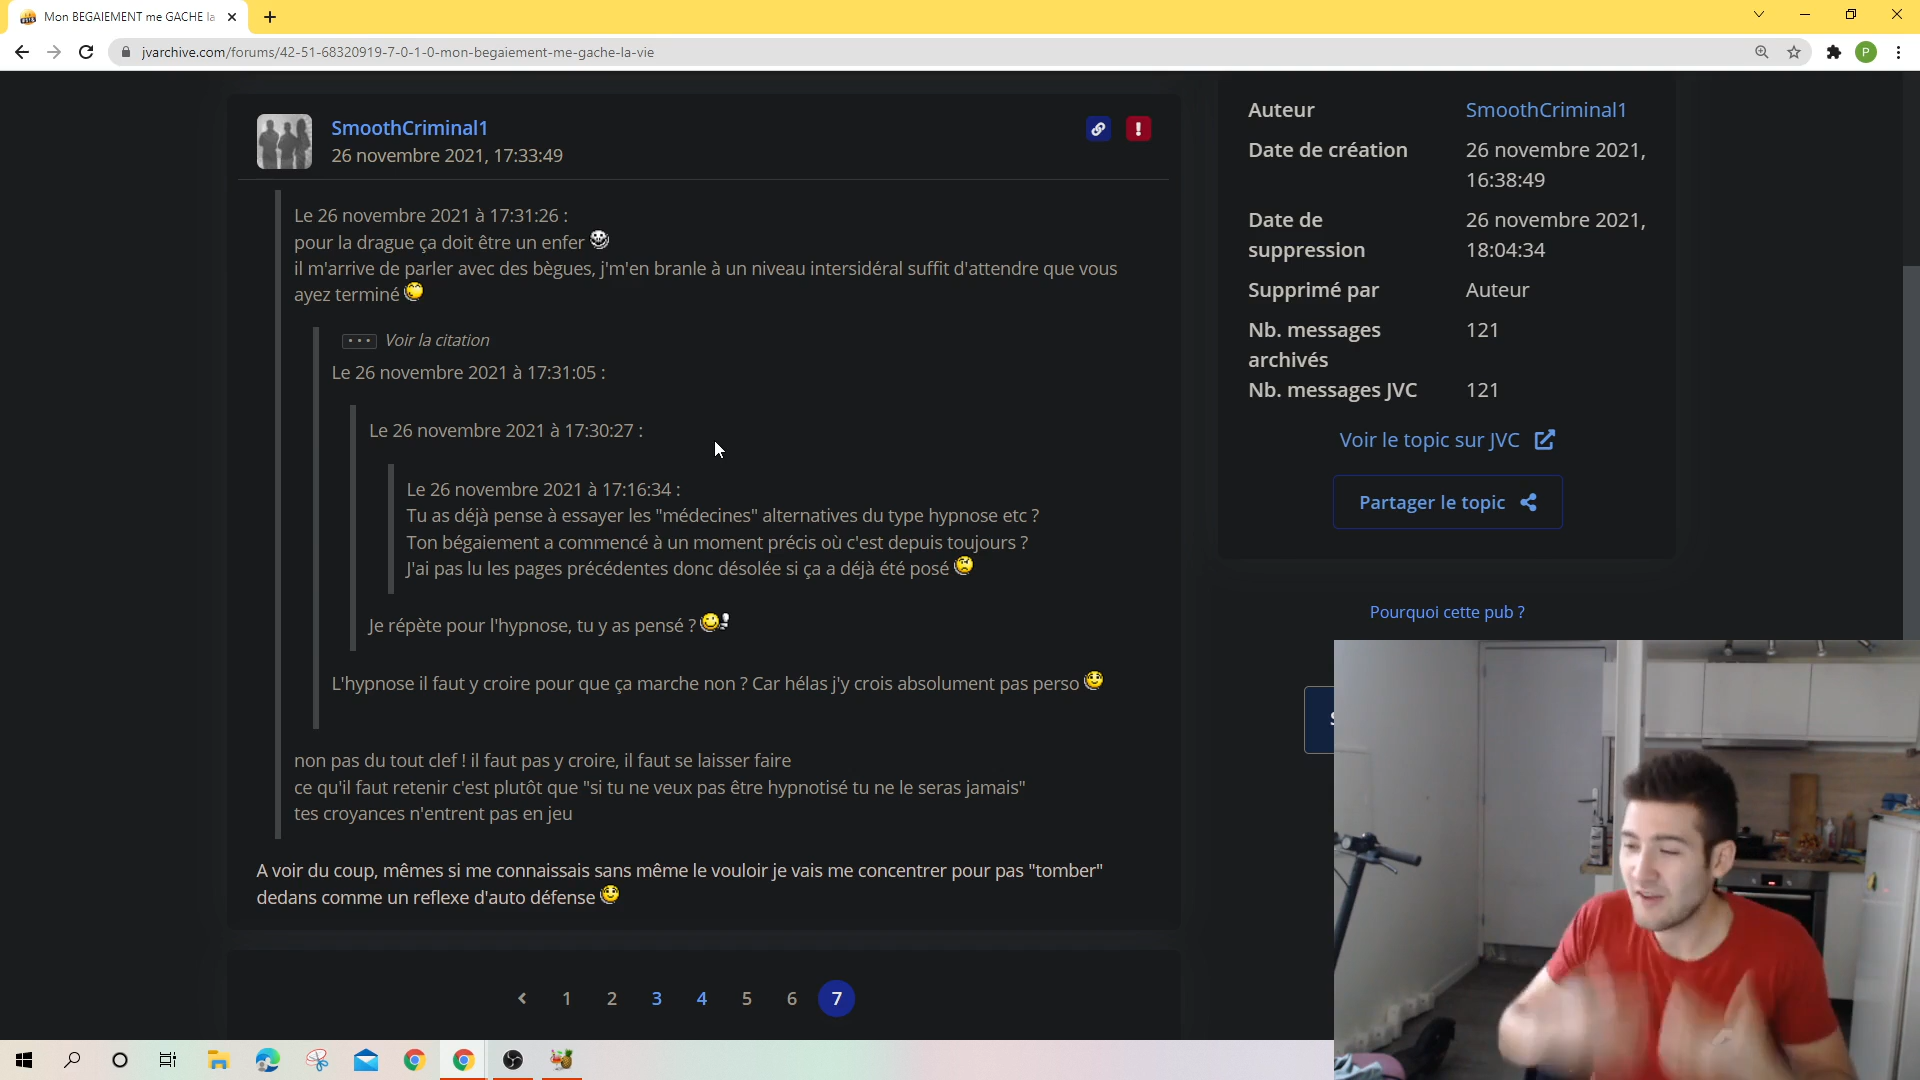 Mon BEGAIEMENT me GACHE la
jvarchive.com/forums/42-51-68320919-7-0-1-0-mon-begaiement-me-gache-la-vie
P
SmoothCriminal1
26 novembre 2021, 17:33:49
Le 26 novembre 2021 à 17:31:26 :
pour la drague ça doit être un enfer
il m'arrive de parler avec des bègues, j'm'en branle à un niveau intersidéral suffit d'attendre que vous
ayez terminé
Voir la citation
Le 26 novembre 2021 à 17:31:05 :
Le 26 novembre 2021 à 17:30:27 :
Le 26 novembre 2021 à 17:16:34 :
Tu as déjà pense à essayer les "médecines" alternatives du type hypnose etc ?
Ton bégaiement a commencé à un moment précis où c'est depuis toujours ?
J'ai pas lu les pages précédentes donc désolée si ça a déjà été posé
Je répète pour l'hypnose, tu y as pensé ?
L'hypnose il faut y croire pour que ça marche non ? Car hélas j'y crois absolument pas perso
non pas du tout clef ! il faut pas y croire, il faut se laisser faire
ce qu'il faut retenir c'est plutôt que "si tu ne veux pas être hypnotisé tu ne le seras jamais"
tes croyances n'entrent pas en jeu
A voir du coup, mêmes si me connaissais sans même le vouloir je vais me concentrer pour pas "tomber"
dedans comme un reflexe d'auto défense
1 2 3 4 5 6 7
Auteur SmoothCriminal1
Date de création 26 novembre 2021,
16:38:49
Date de 26 novembre 2021,
suppression 18:04:34
Supprimé par Auteur
Nb. messages 121
archivés
Nb. messages JVC 121
Voir le topic sur JVC
Partager le topic
Pourquoi cette pub ?